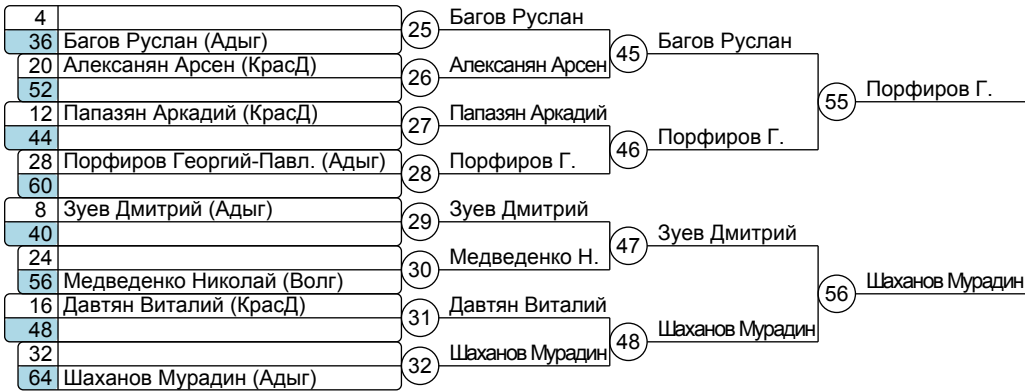 4
36 Багов Руслан (Адыг)
20 Алексанян Арсен (КрасД)
52
12 Папазян Аркадий (КрасД)
44
28 Порфиров Георгий-Павл. (Адыг)
60
8 Зуев Дмитрий (Адыг)
40
24
56 Медведенко Николай (Волг)
16 Давтян Виталий (КрасД)
48
32
64 Шаханов Мурадин (Адыг)
25 Багов Руслан
26 Алексанян Арсен
27 Папазян Аркадий
28 Порфиров Г.
29 Зуев Дмитрий
30 Медведенко Н.
31 Давтян Виталий
32 Шаханов Мурадин
45 Багов Руслан
46 Порфиров Г.
47 Зуев Дмитрий
48 Шаханов Мурадин
55 Порфиров Г.
56 Шаханов Мурадин